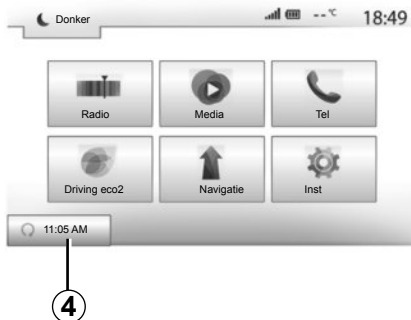 Donker
--°C
18:49
Radio
Media
Tel
Driving eco2
Navigatie
Inst
11:05 AM
4